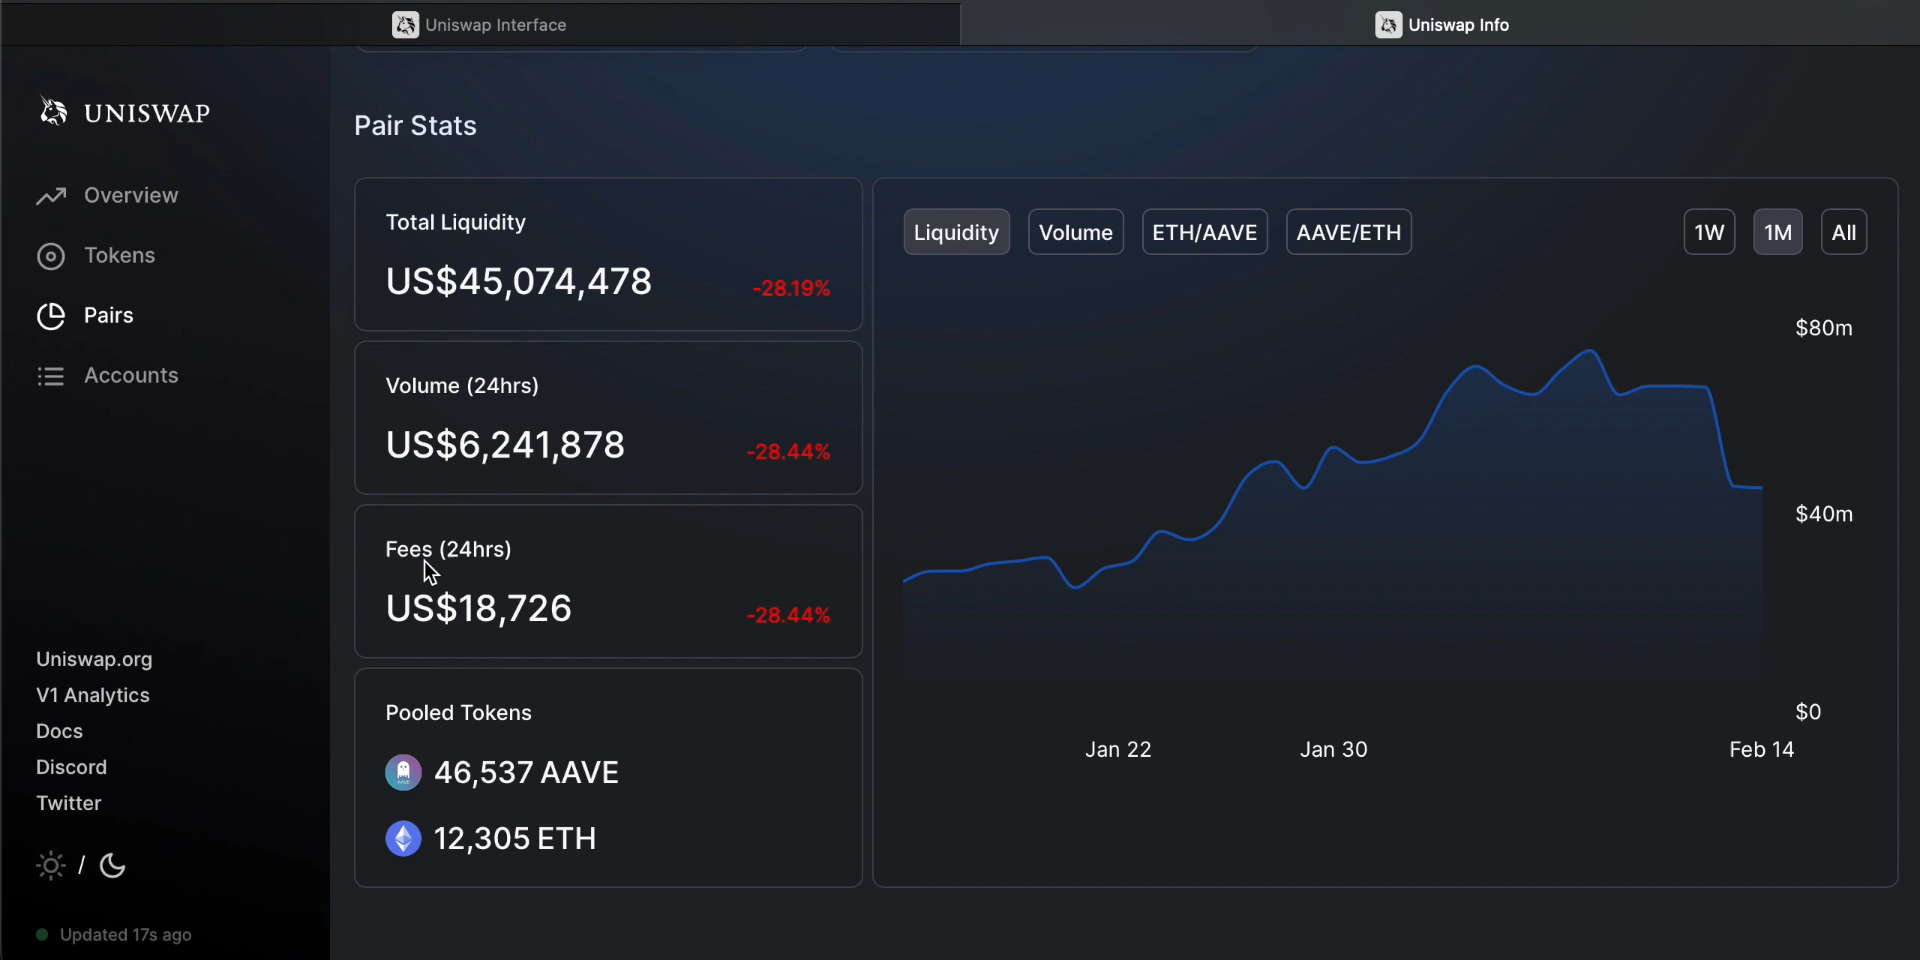 Uniswap Interface
Uniswap Info
UNISWAP
Overview
Tokens
Pairs
Accounts
Uniswap.org
V1 Analytics
Docs
Discord
Twitter
/
Updated 17s ago
Pair Stats
Total Liquidity
US$45,074,478 -28.19%
Volume (24hrs)
US$6,241,878 -28.44%
Fees (24hrs)
US$18,726 -28.44%
Pooled Tokens
46,537 AAVE
12,305 ETH
Liquidity Volume ETH/AAVE AAVE/ETH 1W 1M All
$80m
$40m
$0
Jan 22 Jan 30 Feb 14